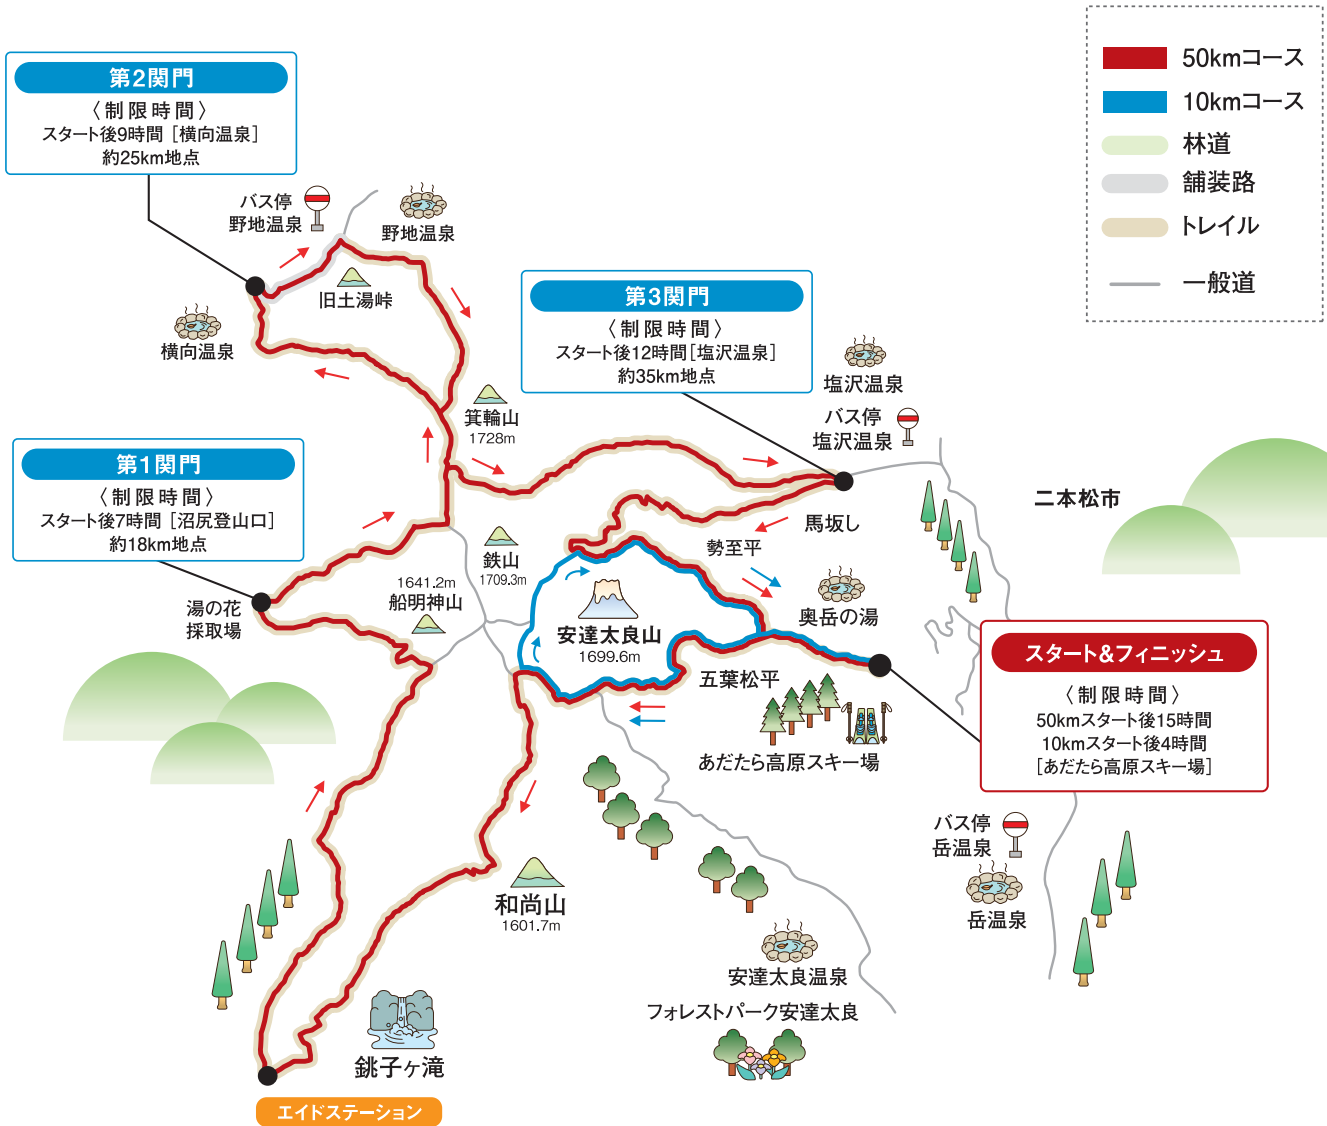 50kmコース
10kmコース
林道
舗装路
トレイル
一般道
第2関門
〈制限時間〉
スタート後9時間［横向温泉］
約25km地点
バス停
野地温泉
野地温泉
旧土湯峠
横向温泉
第3関門
〈制限時間〉
スタート後12時間［塩沢温泉］
約35km地点
塩沢温泉
バス停
塩沢温泉
箕輪山
1728m
第1関門
〈制限時間〉
スタート後7時間［沼尻登山口］
約18km地点
二本松市
馬坂し
勢至平
鉄山
1709.3m
1641.2m
船明神山
湯の花
採取場
奥岳の湯
安達太良山
1699.6m
五葉松平
スタート&フィニッシュ
〈制限時間〉
50kmスタート後15時間
10kmスタート後4時間
［あだたら高原スキー場］
あだたら高原スキー場
バス停
岳温泉
岳温泉
和尚山
1601.7m
安達太良温泉
フォレストパーク安達太良
銚子ヶ滝
エイドステーション